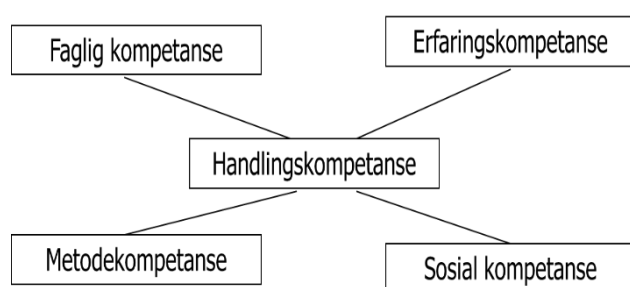 Faglig kompetanse
Erfaringskompetanse
Handlingskompetanse
Metodekompetanse
Sosial kompetanse